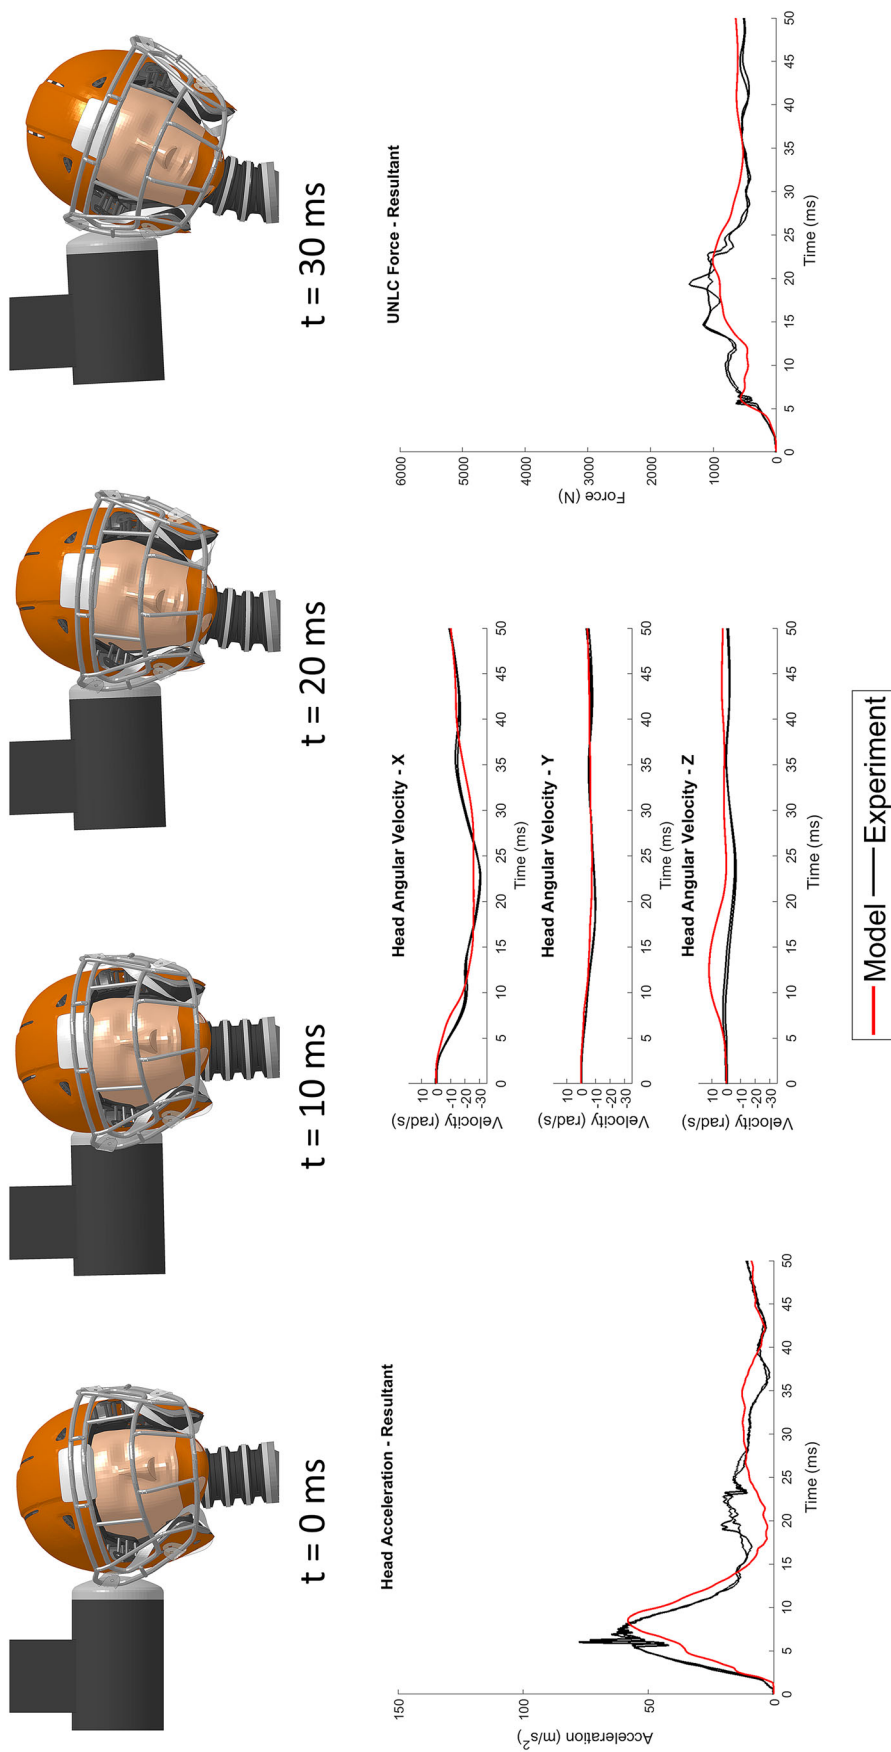 t = 0 ms
t = 10 ms
t = 20 ms
t = 30 ms
Head Acceleration - Resultant
150
100
50
0
Acceleration (m/s²)
0 5 10 15 20 25 30 35 40 45 50
Time (ms)
Head Angular Velocity - X
10
0
-10
-20
-30
Velocity (rad/s)
0 5 10 15 20 25 30 35 40 45 50
Time (ms)
Head Angular Velocity - Y
10
0
-10
-20
-30
Velocity (rad/s)
0 5 10 15 20 25 30 35 40 45 50
Time (ms)
Head Angular Velocity - Z
10
0
-10
-20
-30
Velocity (rad/s)
0 5 10 15 20 25 30 35 40 45 50
Time (ms)
UNLC Force - Resultant
6000
5000
4000
3000
2000
1000
0
Force (N)
0 5 10 15 20 25 30 35 40 45 50
Time (ms)
Model Experiment